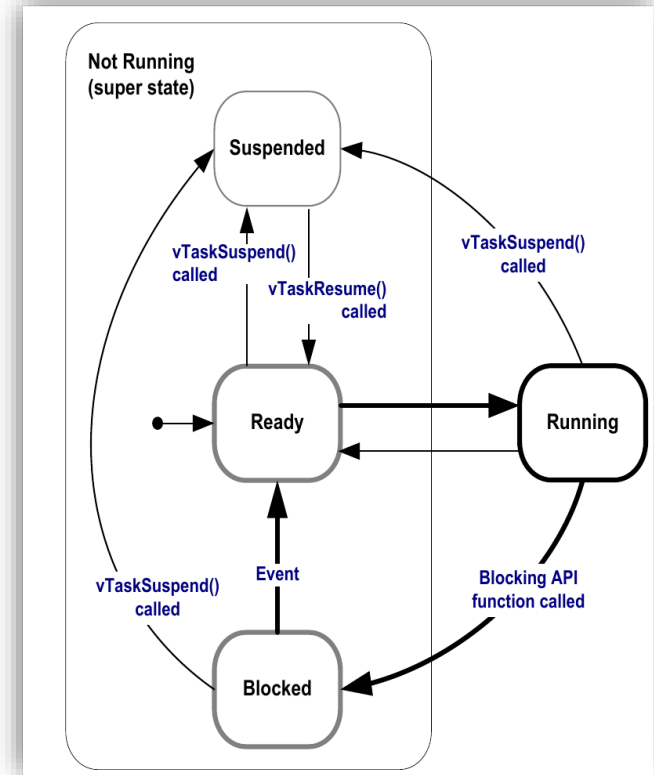 Not Running
(super state)
Suspended
vTaskSuspend()
called
vTaskSuspend()
called
vTaskResume()
called
Ready
Running
Event
Blocking API
function called
vTaskSuspend()
called
Blocked